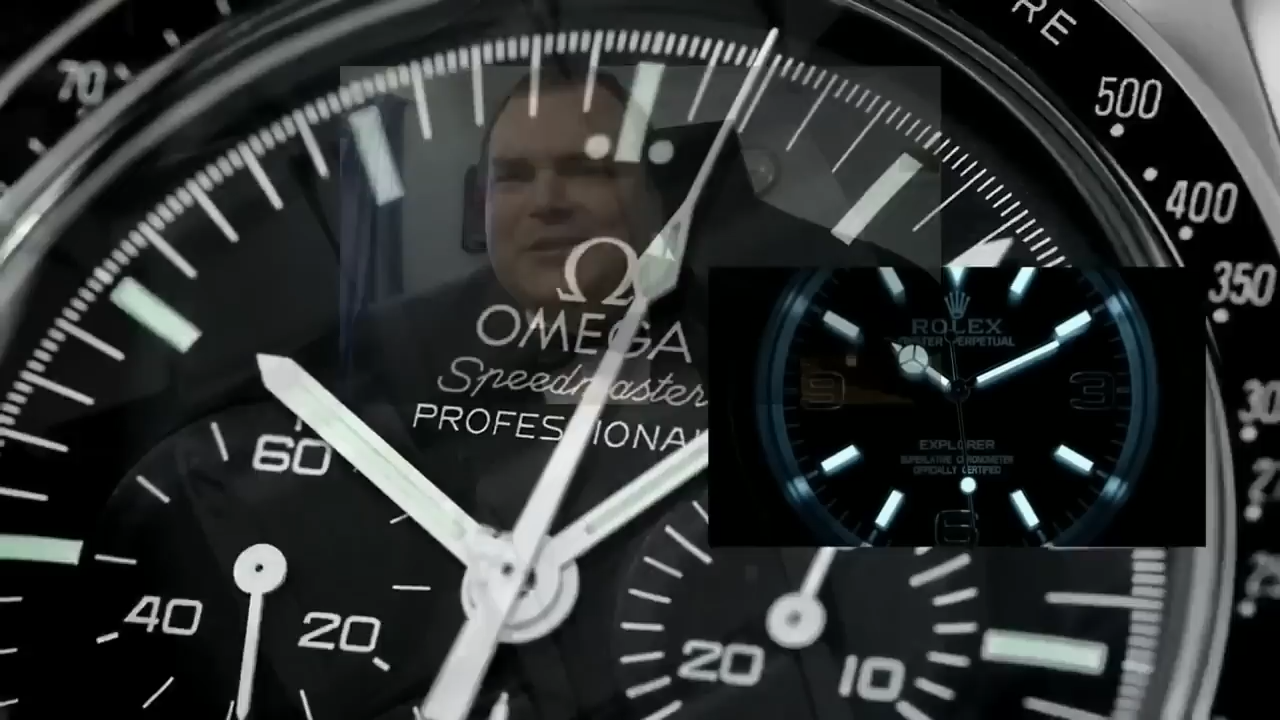 RE
70
500
400
350
Ω
OMEGA
Speedmaster
PROFESSIONAL
ROLEX
OYSTER PERPETUAL
9
3
EXPLORER
SUPERLATIVE CHRONOMETER
OFFICIALLY CERTIFIED
6
60
40
20
20
10